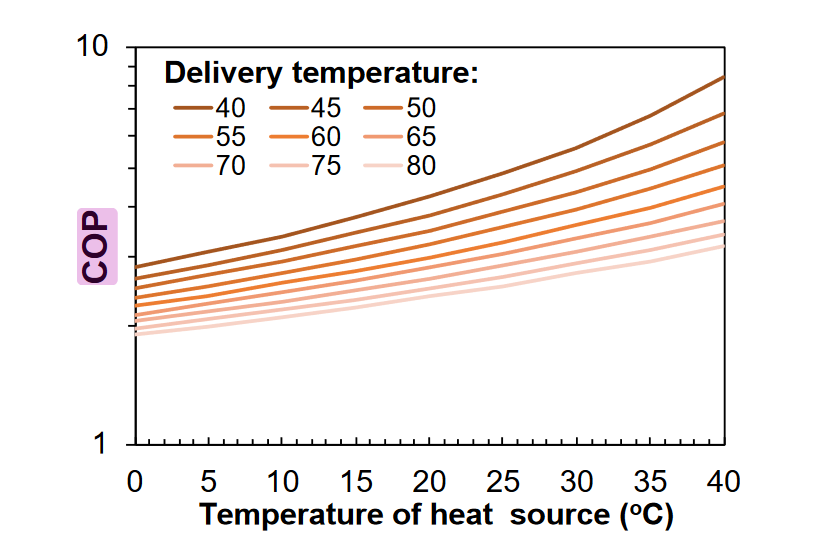 10
Delivery temperature:
40 45 50
55 60 65
70 75 80
COP
1
0 5 10 15 20 25 30 35 40
Temperature of heat  source (ºC)